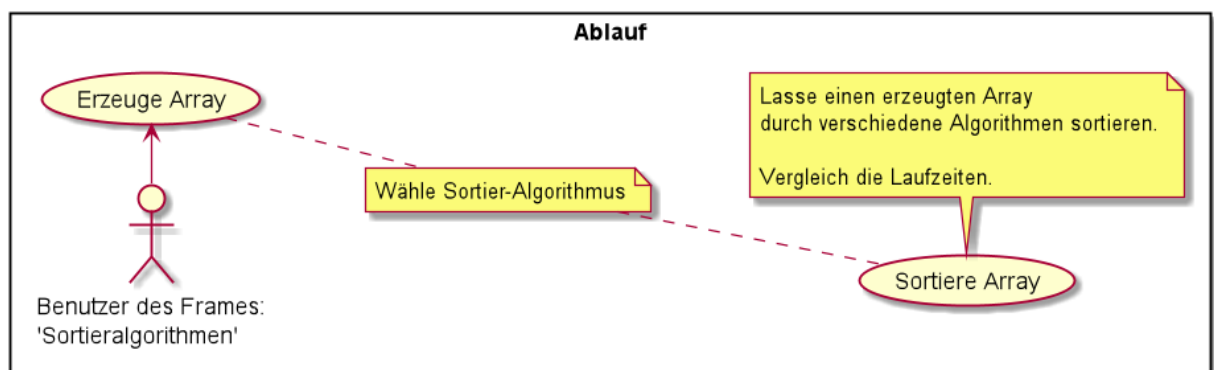 Ablauf
Erzeuge Array
Lasse einen erzeugten Array
durch verschiedene Algorithmen sortieren.
Vergleich die Laufzeiten.
Wähle Sortier-Algorithmus
Sortiere Array
Benutzer des Frames:
'Sortieralgorithmen'